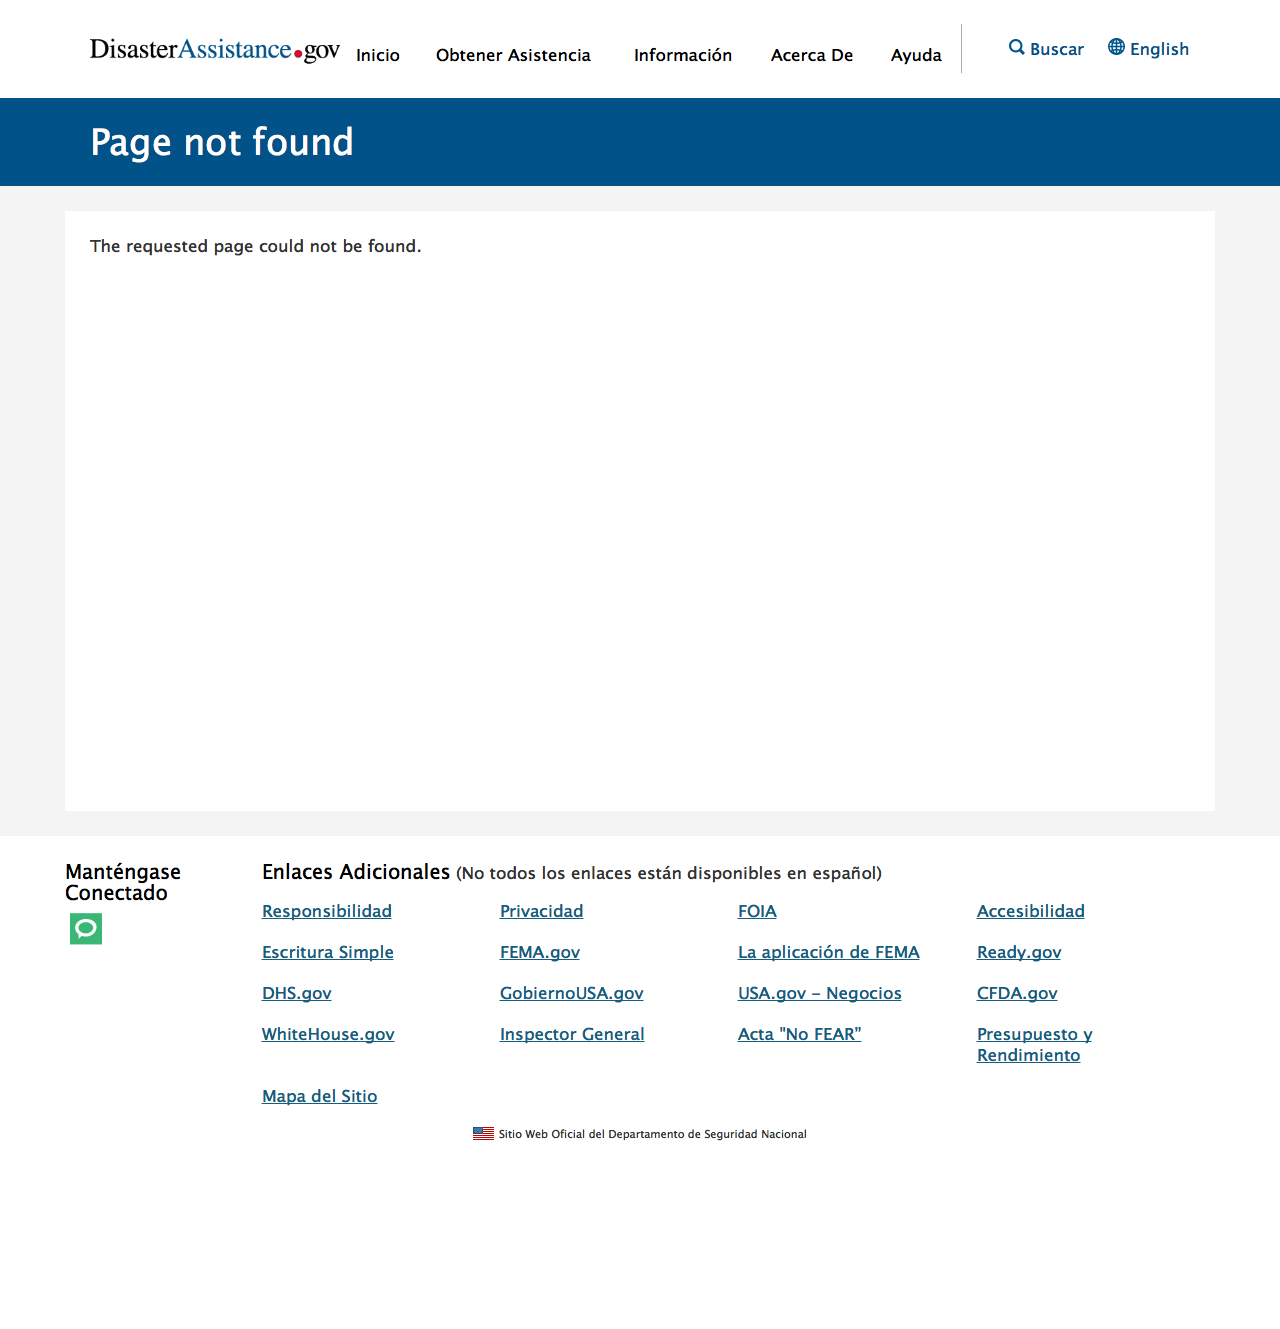 DisasterAssistance.gov Inicio Obtener Asistencia Información Acerca De Ayuda Buscar English
Page not found
The requested page could not be found.
Manténgase
Conectado
Enlaces Adicionales (No todos los enlaces están disponibles en español)
Responsibilidad Privacidad FOIA Accesibilidad
Escritura Simple FEMA.gov La aplicación de FEMA Ready.gov
DHS.gov GobiernoUSA.gov USA.gov – Negocios CFDA.gov
WhiteHouse.gov Inspector General Acta "No FEAR” Presupuesto y
Rendimiento
Mapa del Sitio
Sitio Web Oficial del Departamento de Seguridad Nacional